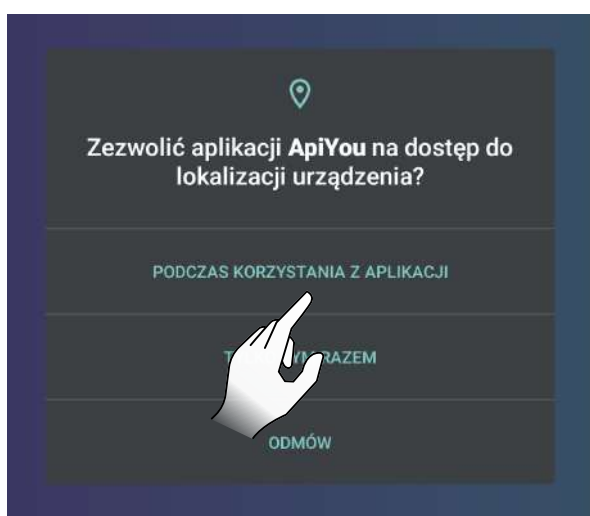 Zezwolić aplikacji ApiYou na dostęp do
lokalizacji urządzenia?
PODCZAS KORZYSTANIA Z APLIKACJI
RAZEM
ODMÓW